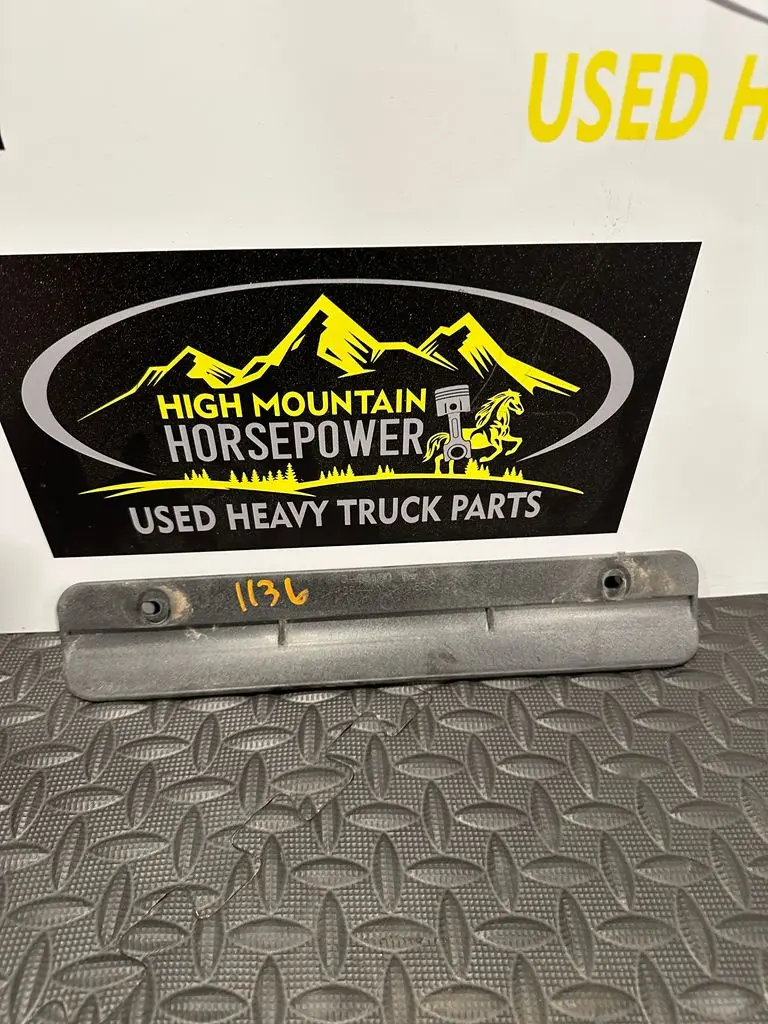 USED H
HIGH MOUNTAIN
HORSEPOWER
USED HEAVY TRUCK PARTS
1136